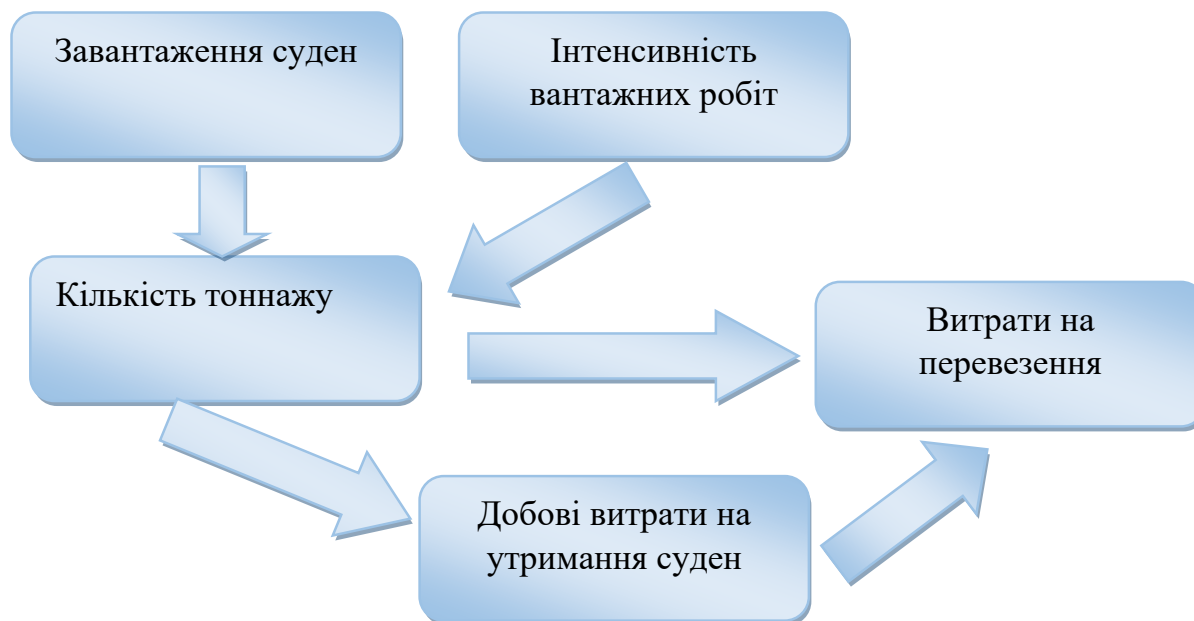 Завантаження суден
Інтенсивність
вантажних робіт
Кількість тоннажу
Витрати на
перевезення
Добові витрати на
утримання суден